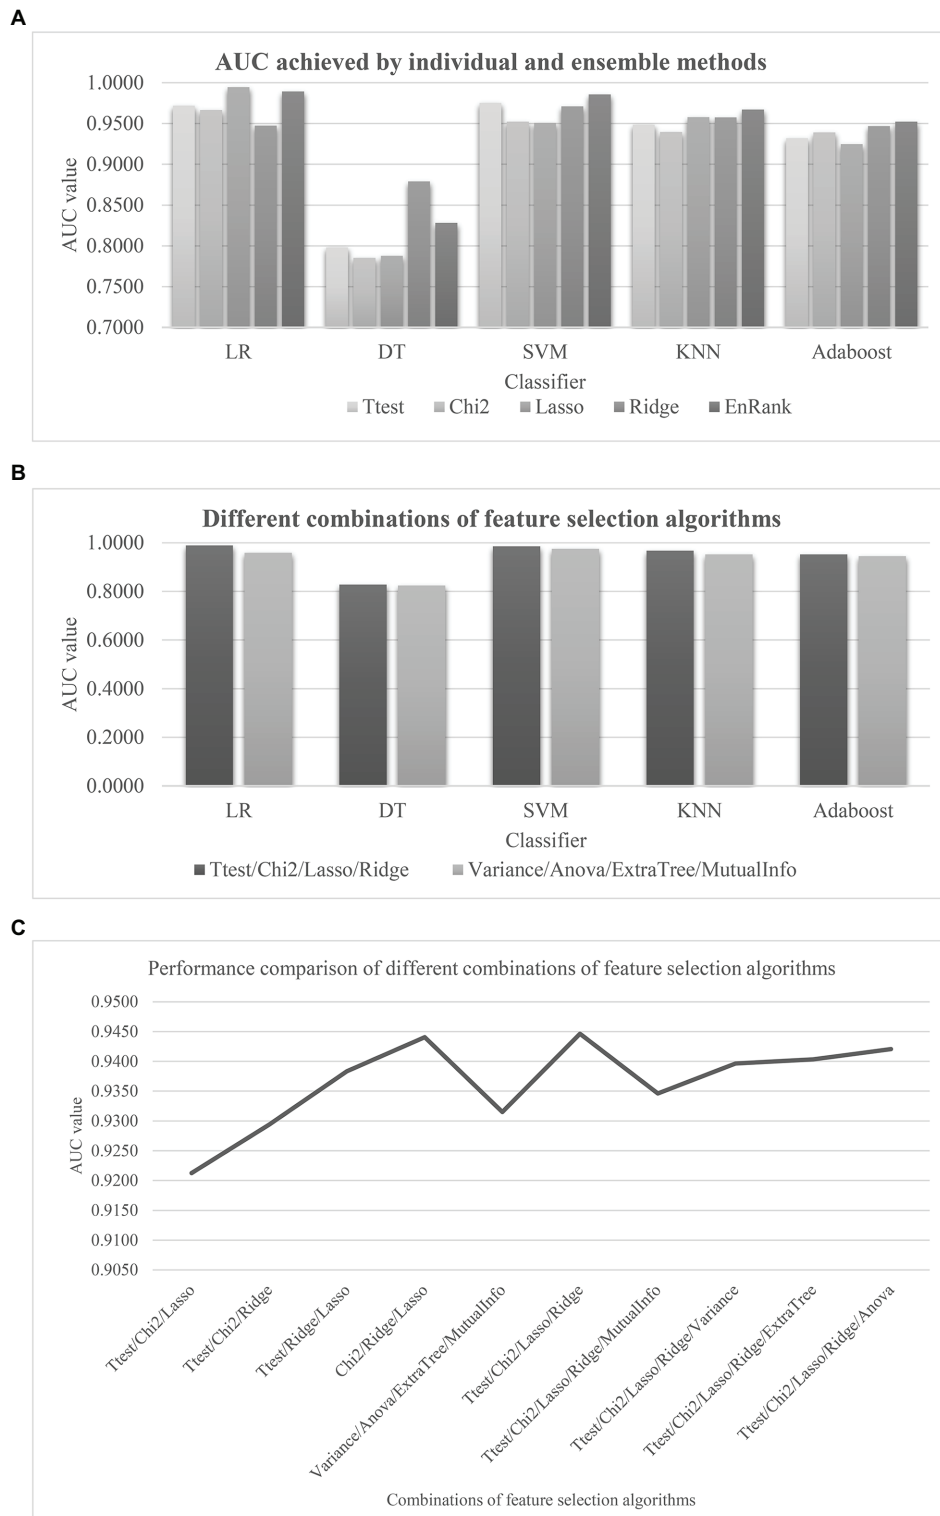 A
AUC achieved by individual and ensemble methods
1.0000
0.9500
0.9000
0.8500
0.8000
0.7500
0.7000
AUC value
LR DT SVM KNN Adaboost
Classifier
Ttest Chi2 Lasso Ridge EnRank
B
Different combinations of feature selection algorithms
1.0000
0.8000
0.6000
0.4000
0.2000
0.0000
AUC value
LR DT SVM KNN Adaboost
Classifier
Ttest/Chi2/Lasso/Ridge Variance/Anova/ExtraTree/MutualInfo
C
Performance comparison of different combinations of feature selection algorithms
0.9500
0.9450
0.9400
0.9350
0.9300
0.9250
0.9200
0.9150
0.9100
0.9050
AUC value
Ttest/Chi2/Lasso
Ttest/Chi2/Ridge
Ttest/Ridge/Lasso
Chi2/Ridge/Lasso
Variance/Anova/ExtraTree/MutualInfo
Ttest/Chi2/Lasso/Ridge
Ttest/Chi2/Lasso/Ridge/MutualInfo
Ttest/Chi2/Lasso/Ridge/Variance
Ttest/Chi2/Lasso/Ridge/ExtraTree
Ttest/Chi2/Lasso/Ridge/Anova
Combinations of feature selection algorithms